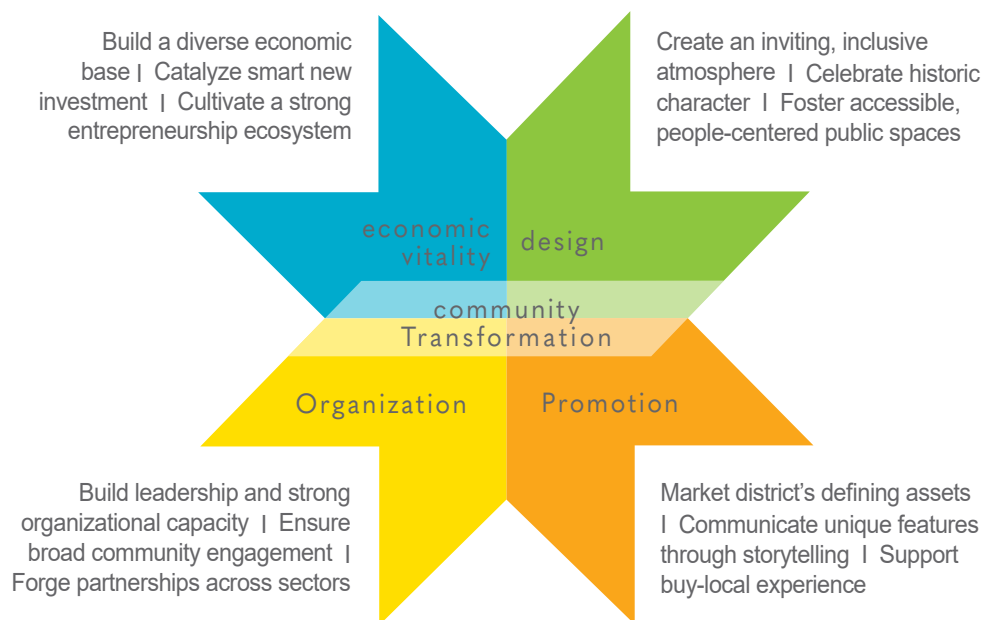 Build a diverse economic
base | Catalyze smart new
investment | Cultivate a strong
entrepreneurship ecosystem
Create an inviting, inclusive
atmosphere | Celebrate historic
character | Foster accessible,
people-centered public spaces
economic
vitality
design
community
Transformation
Organization
Promotion
Build leadership and strong
organizational capacity | Ensure
broad community engagement |
Forge partnerships across sectors
Market district’s defining assets
| Communicate unique features
through storytelling | Support
buy-local experience